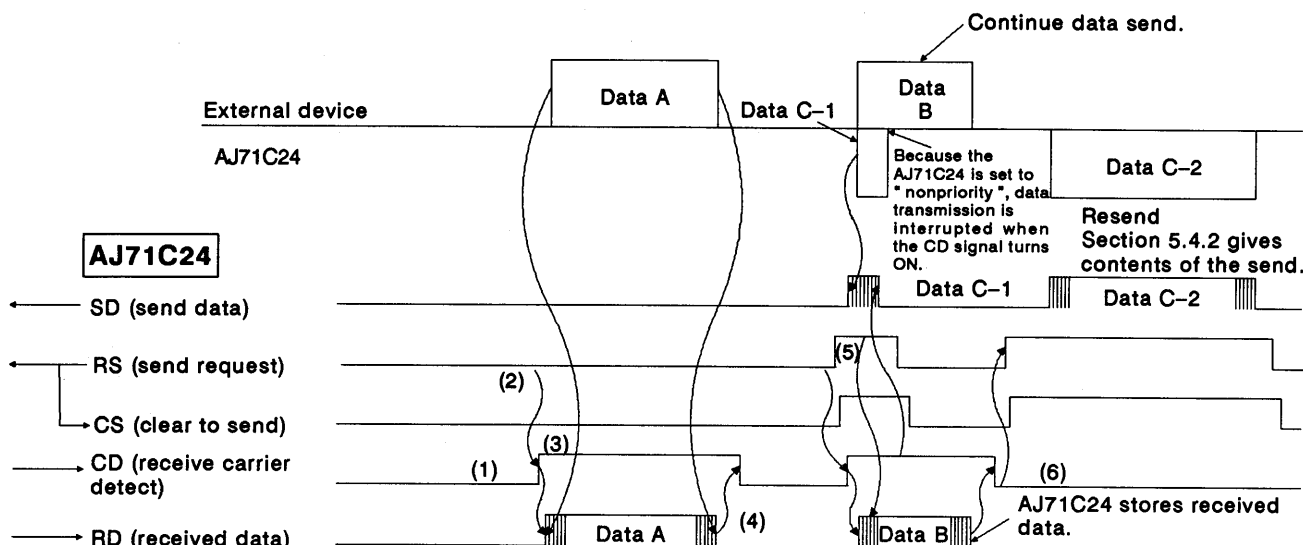 Continue data send.
Data A
Data
B
External device
Data C-1
AJ71C24
Because the
AJ71C24 is set to
" nonpriority ", data
transmission is
interrupted when
the CD signal turns
ON.
Data C-2
Resend
Section 5.4.2 gives
contents of the send.
AJ71C24
SD (send data)
Data C-1
Data C-2
RS (send request)
(2)
(5)
CS (clear to send)
CD (receive carrier
detect)
(1)
(3)
(4)
(6)
AJ71C24 stores received
data.
RD (received data)
Data A
Data B